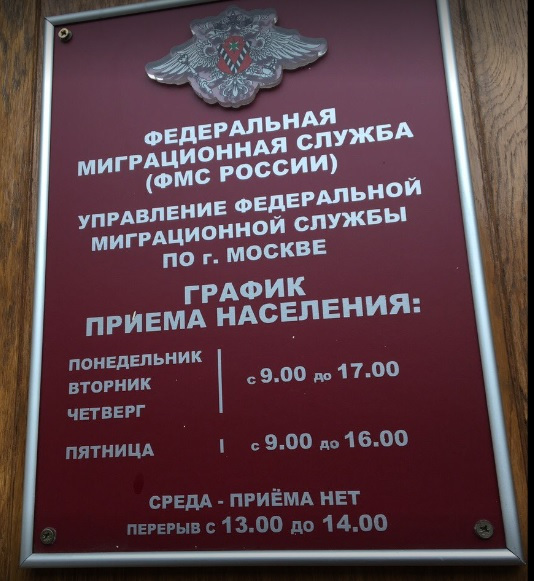 ФЕДЕРАЛЬНАЯ
МИГРАЦИОННАЯ СЛУЖБА
(ФМС РОССИИ)
УПРАВЛЕНИЕ ФЕДЕРАЛЬНОЙ
МИГРАЦИОННОЙ СЛУЖБЫ
ПО г. МОСКВЕ
ГРАФИК
ПРИЕМА НАСЕЛЕНИЯ:
ПОНЕДЕЛЬНИК
ВТОРНИК
ЧЕТВЕРГ
с 9.00 до 17.00
ПЯТНИЦА
с 9.00 до 16.00
СРЕДА - ПРИЁМА НЕТ
ПЕРЕРЫВ С 13.00 до 14.00